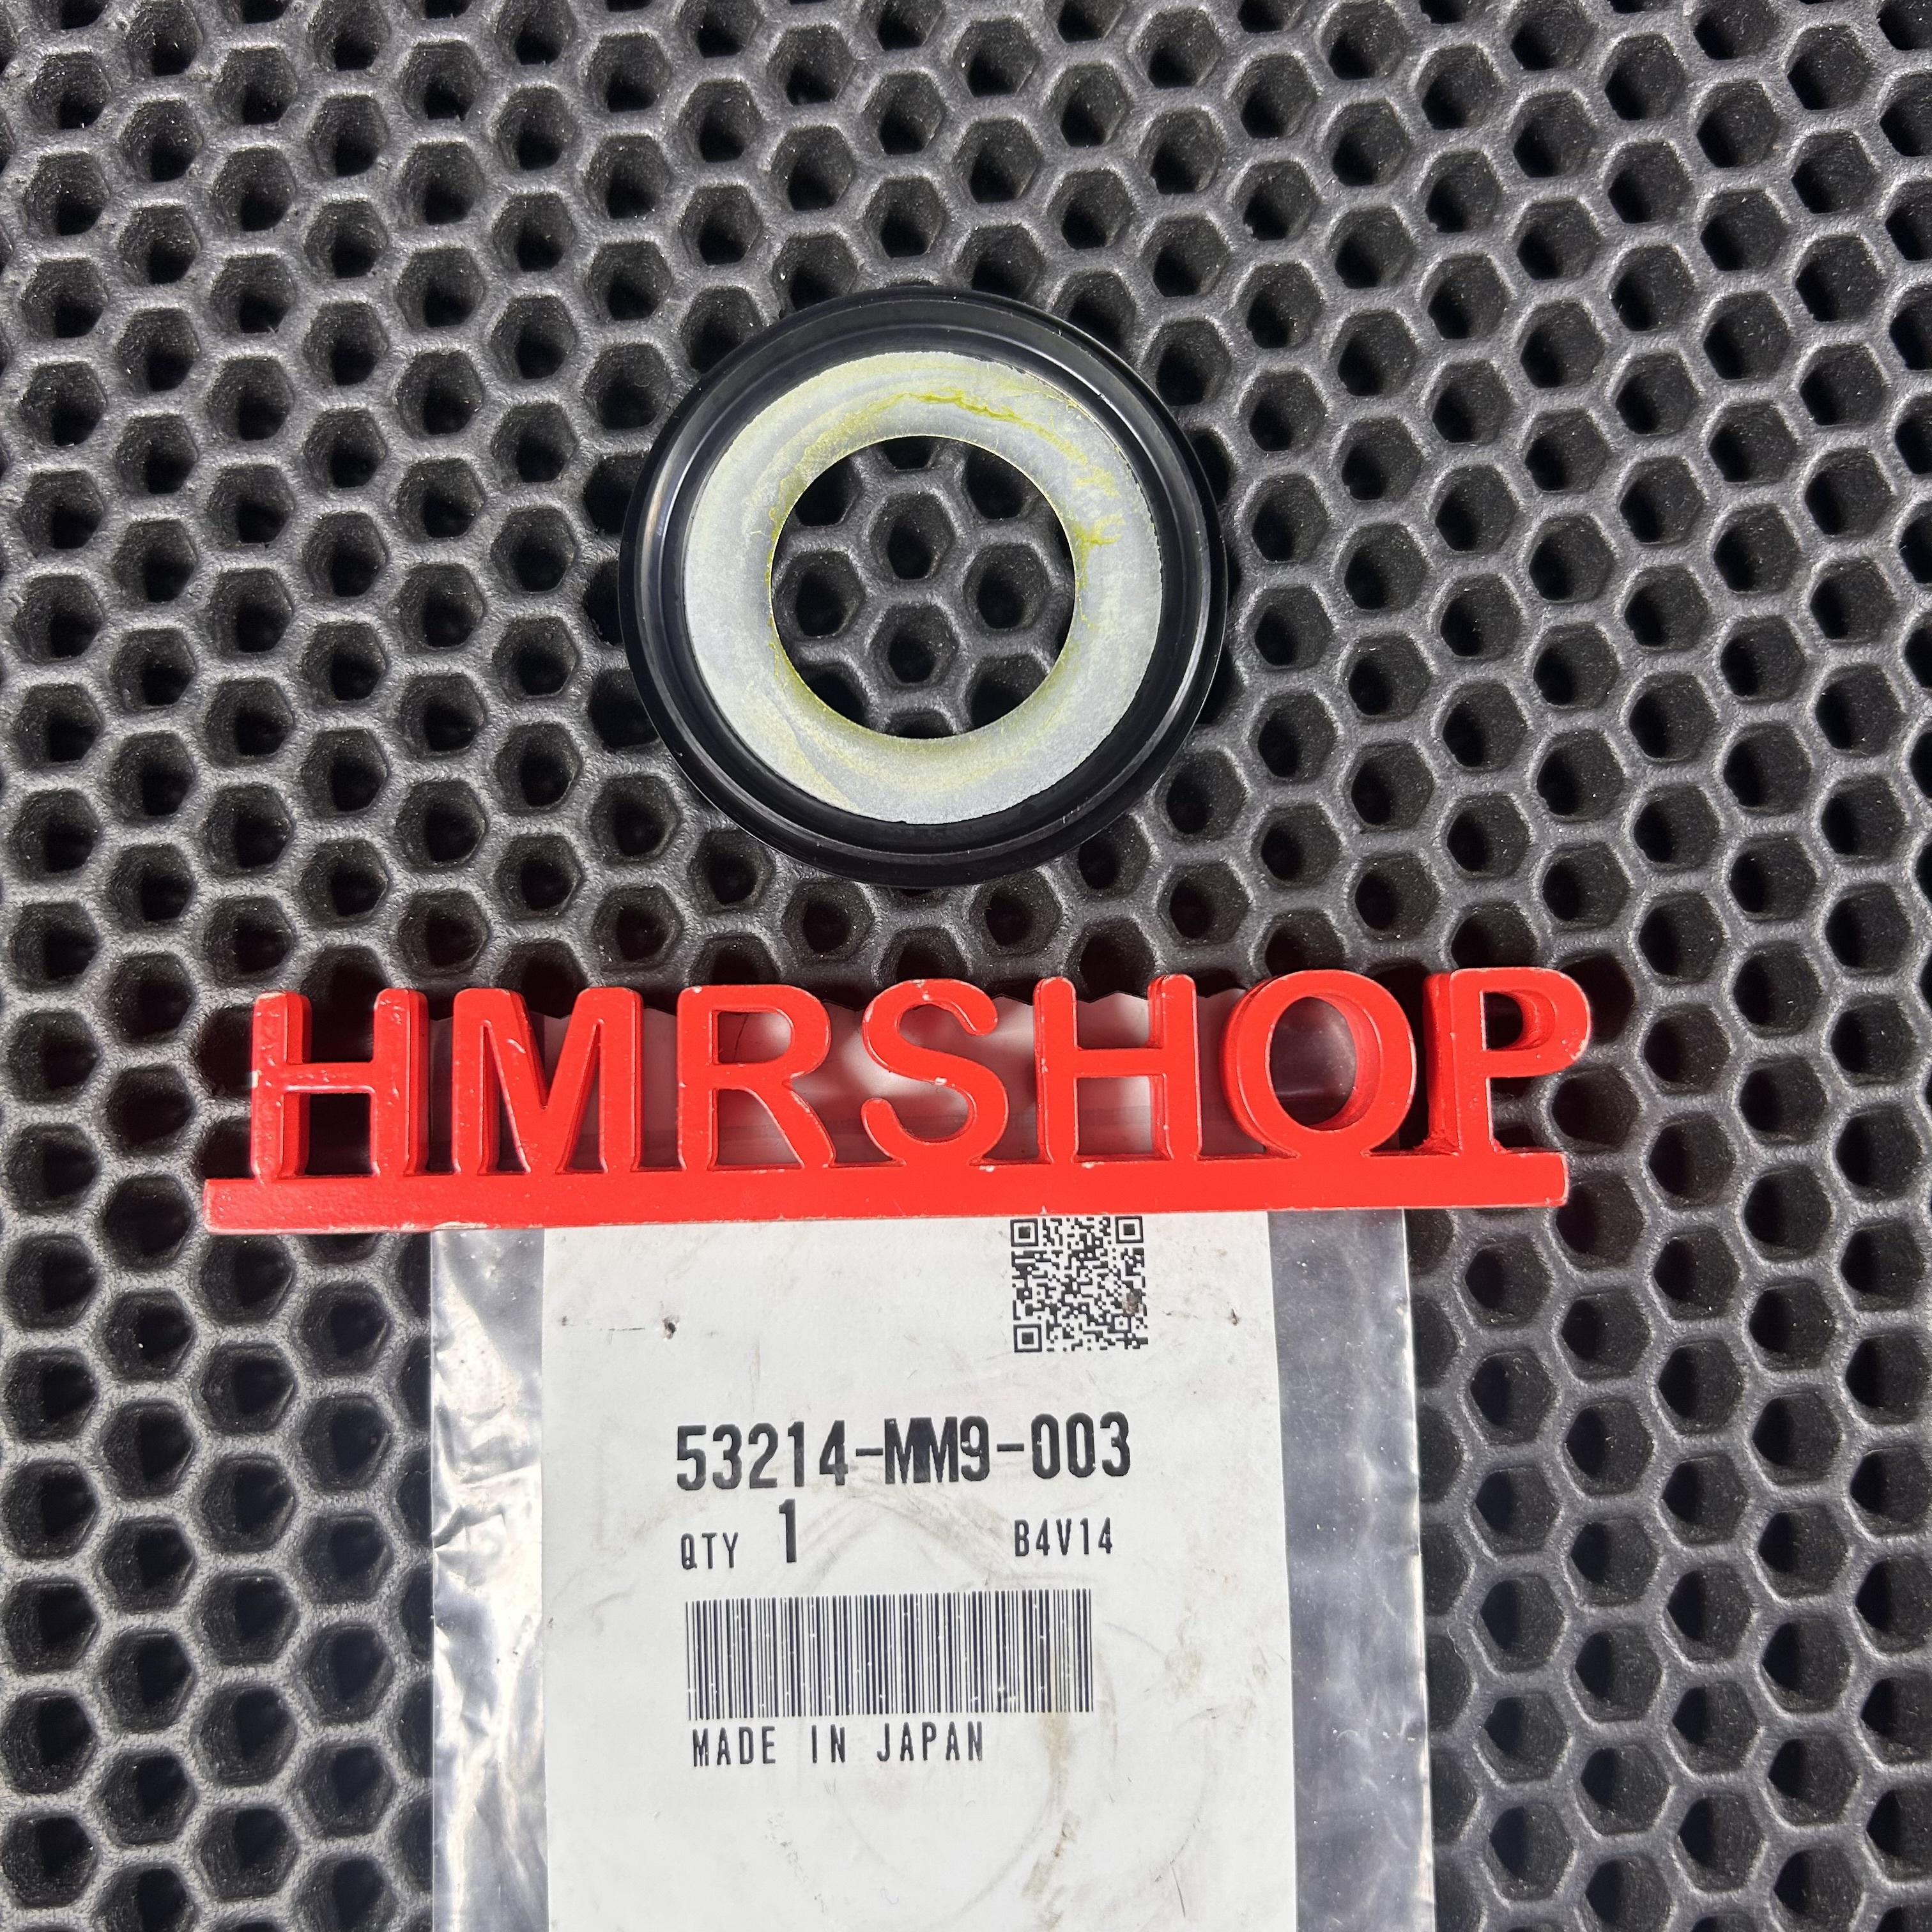 HMRSHOP
53214-MM9-003
QTY 1 B4V14
MADE IN JAPAN